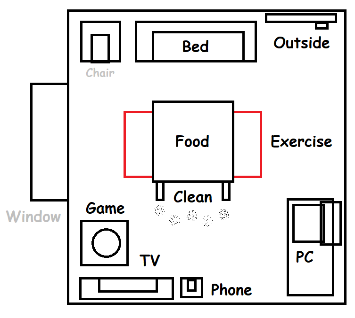 Outside
Bed
Chair
Food
Exercise
Clean
Game
Window
TV
PC
Phone